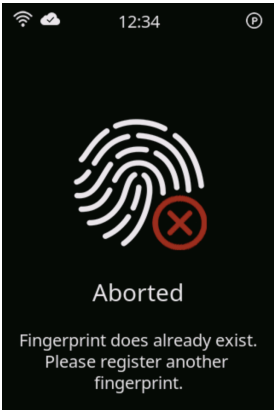 12:34
P
Aborted
Fingerprint does already exist.
Please register another
fingerprint.